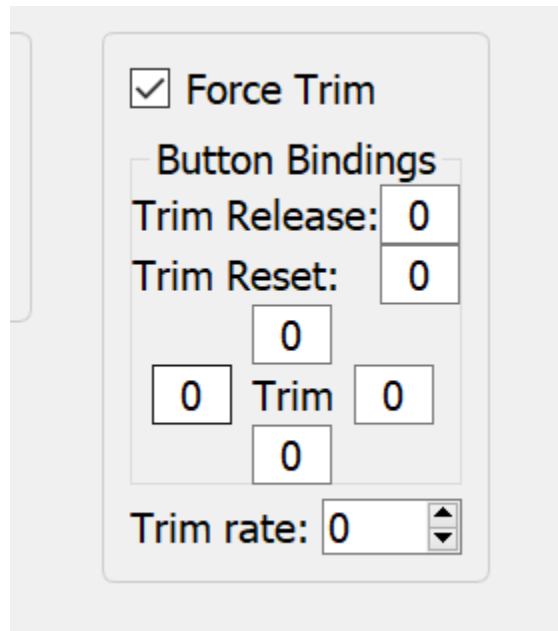 Force Trim
Button Bindings
Trim Release: 0
Trim Reset: 0
0
0 Trim 0
0
Trim rate: 0